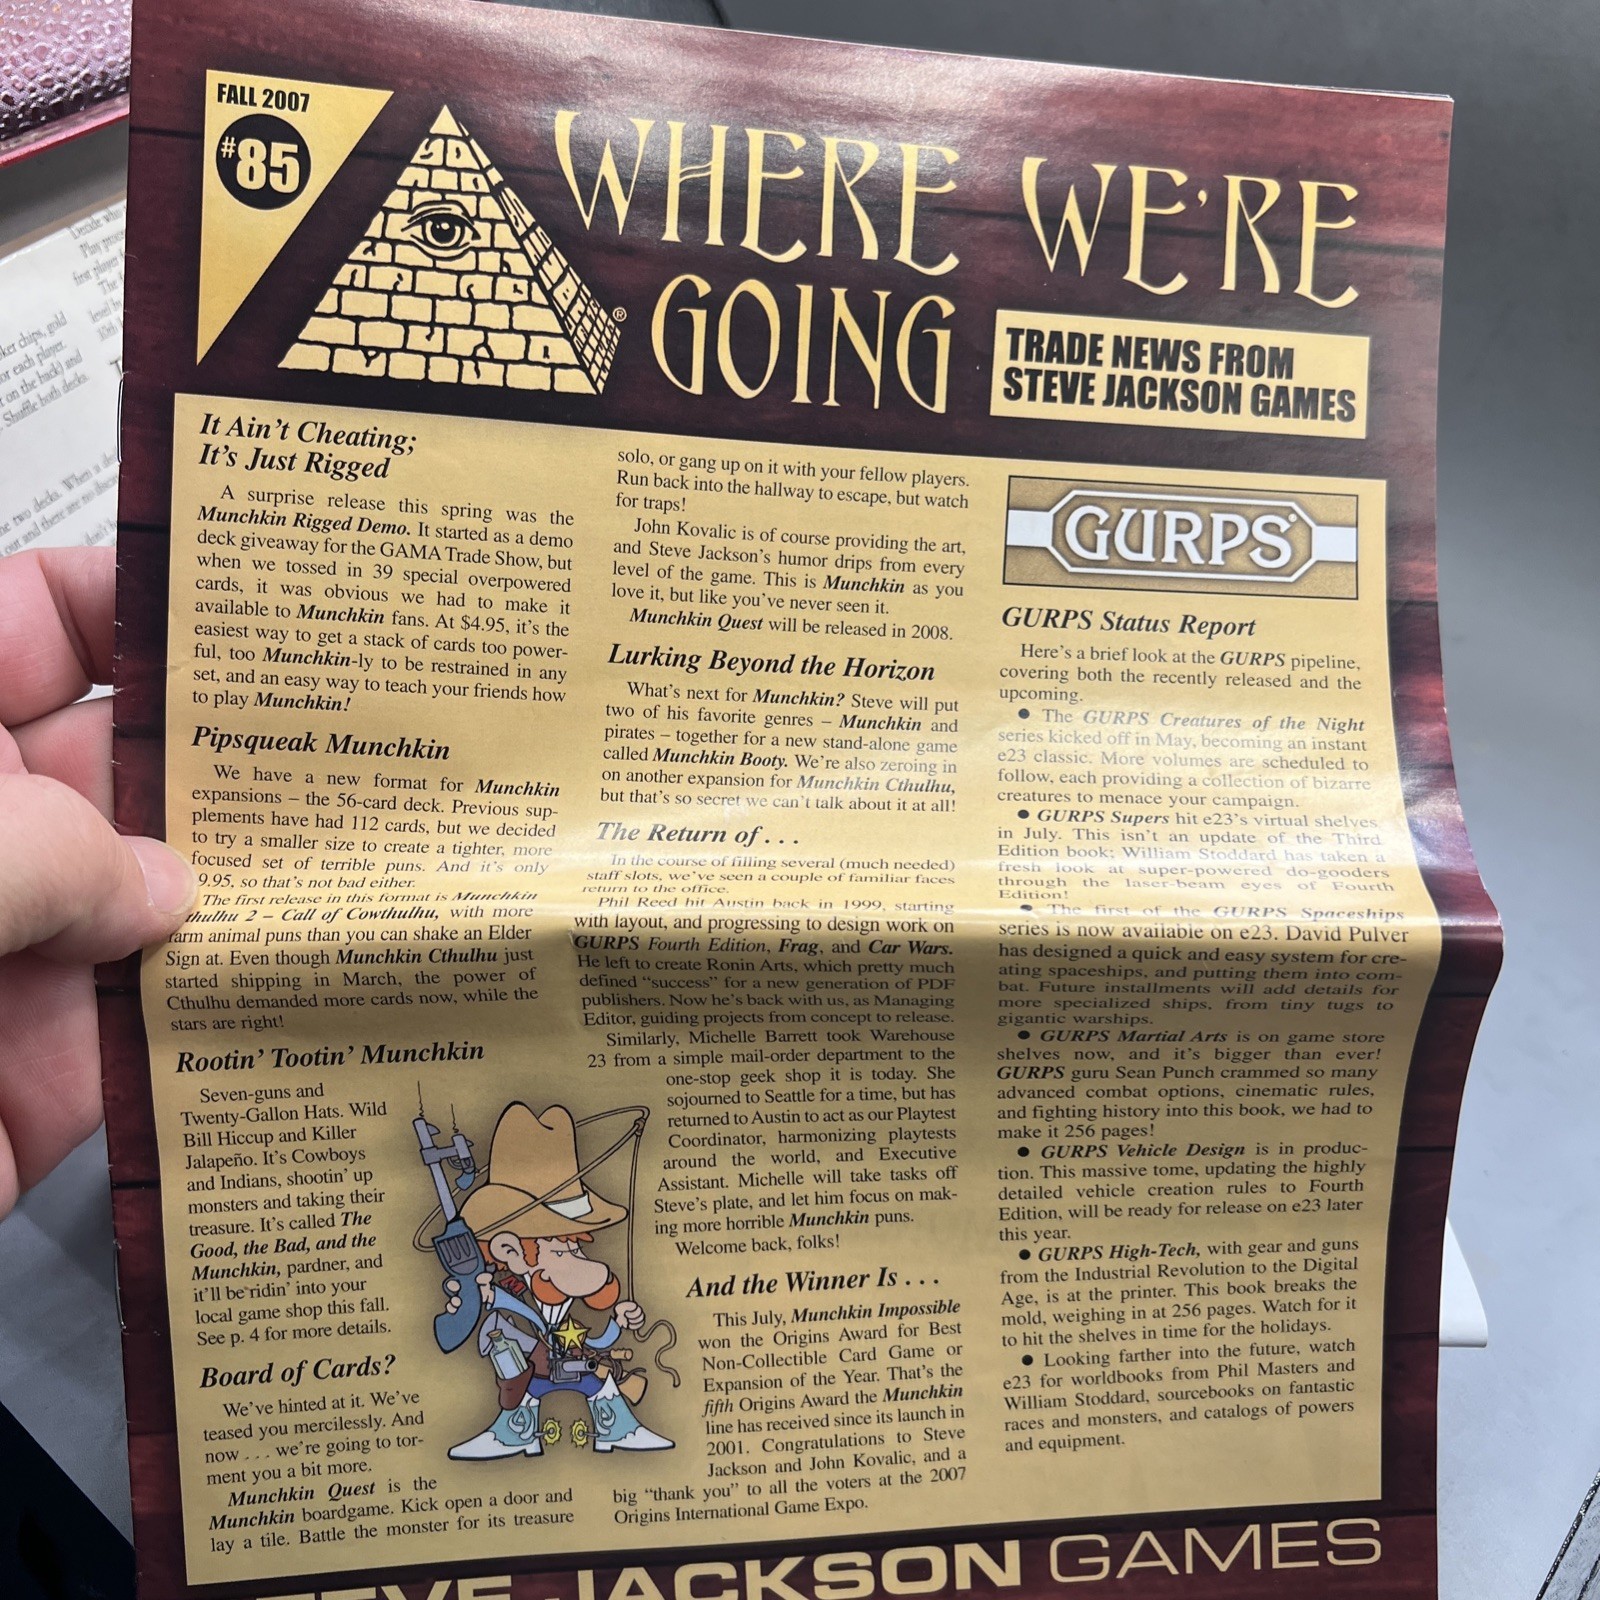 FALL 2007
#85
WHERE WE'RE
GOING
®
TRADE NEWS FROM
STEVE JACKSON GAMES
It Ain't Cheating;
It's Just Rigged
A surprise release this spring was the
Munchkin Rigged Demo. It started as a demo
deck giveaway for the GAMA Trade Show, but
when we tossed in 39 special overpowered
cards, it was obvious we had to make it
available to Munchkin fans. At $4.95, it's the
easiest way to get a stack of cards too power-
ful, too Munchkin-ly to be restrained in any
set, and an easy way to teach your friends how
to play Munchkin!
Pipsqueak Munchkin
We have a new format for Munchkin
expansions – the 56-card deck. Previous sup-
plements have had 112 cards, but we decided
to try a smaller size to create a tighter, more
focused set of terrible puns. And it's only
9.95, so that's not bad either.
The first release in this format is Munchkin
thulhu 2 – Call of Cowthulhu, with more
farm animal puns than you can shake an Elder
Sign at. Even though Munchkin Cthulhu just
started shipping in March, the power of
Cthulhu demanded more cards now, while the
stars are right!
Rootin' Tootin' Munchkin
Seven-guns and
Twenty-Gallon Hats. Wild
Bill Hiccup and Killer
Jalapeño. It's Cowboys
and Indians, shootin' up
monsters and taking their
treasure. It's called The
Good, the Bad, and the
Munchkin, pardner, and
it'll be ridin' into your
local game shop this fall.
See p. 4 for more details.
Board of Cards?
We've hinted at it. We've
teased you mercilessly. And
now . . . we're going to tor-
ment you a bit more.
Munchkin Quest is the
Munchkin boardgame. Kick open a door and
lay a tile. Battle the monster for its treasure
solo, or gang up on it with your fellow players.
Run back into the hallway to escape, but watch
for traps!
John Kovalic is of course providing the art,
and Steve Jackson's humor drips from every
level of the game. This is Munchkin as you
love it, but like you've never seen it.
Munchkin Quest will be released in 2008.
Lurking Beyond the Horizon
What's next for Munchkin? Steve will put
two of his favorite genres – Munchkin and
pirates – together for a new stand-alone game
called Munchkin Booty. We're also zeroing in
on another expansion for Munchkin Cthulhu,
but that's so secret we can't talk about it at all!
The Return of . . .
In the course of filling several (much needed)
staff slots, we've seen a couple of familiar faces
return to the office.
Phil Reed hit Austin back in 1999, starting
with layout, and progressing to design work on
GURPS Fourth Edition, Frag, and Car Wars.
He left to create Ronin Arts, which pretty much
defined "success" for a new generation of PDF
publishers. Now he's back with us, as Managing
Editor, guiding projects from concept to release.
Similarly, Michelle Barrett took Warehouse
23 from a simple mail-order department to the
one-stop geek shop it is today. She
sojourned to Seattle for a time, but has
returned to Austin to act as our Playtest
Coordinator, harmonizing playtests
around the world, and Executive
Assistant. Michelle will take tasks off
Steve's plate, and let him focus on mak-
ing more horrible Munchkin puns.
Welcome back, folks!
And the Winner Is . . .
This July, Munchkin Impossible
won the Origins Award for Best
Non-Collectible Card Game or
Expansion of the Year. That's the
fifth Origins Award the Munchkin
line has received since its launch in
2001. Congratulations to Steve
Jackson and John Kovalic, and a
big "thank you" to all the voters at the 2007
Origins International Game Expo.
GURPS®
GURPS Status Report
Here's a brief look at the GURPS pipeline,
covering both the recently released and the
upcoming.
● The GURPS Creatures of the Night
series kicked off in May, becoming an instant
e23 classic. More volumes are scheduled to
follow, each providing a collection of bizarre
creatures to menace your campaign.
● GURPS Supers hit e23's virtual shelves
in July. This isn't an update of the Third
Edition book; William Stoddard has taken a
fresh look at super-powered do-gooders
through the laser-beam eyes of Fourth
Edition!
● The first of the GURPS Spaceships
series is now available on e23. David Pulver
has designed a quick and easy system for cre-
ating spaceships, and putting them into com-
bat. Future installments will add details for
more specialized ships, from tiny tugs to
gigantic warships.
● GURPS Martial Arts is on game store
shelves now, and it's bigger than ever!
GURPS guru Sean Punch crammed so many
advanced combat options, cinematic rules,
and fighting history into this book, we had to
make it 256 pages!
● GURPS Vehicle Design is in produc-
tion. This massive tome, updating the highly
detailed vehicle creation rules to Fourth
Edition, will be ready for release on e23 later
this year.
● GURPS High-Tech, with gear and guns
from the Industrial Revolution to the Digital
Age, is at the printer. This book breaks the
mold, weighing in at 256 pages. Watch for it
to hit the shelves in time for the holidays.
● Looking farther into the future, watch
e23 for worldbooks from Phil Masters and
William Stoddard, sourcebooks on fantastic
races and monsters, and catalogs of powers
and equipment.
JACKSON GAMES